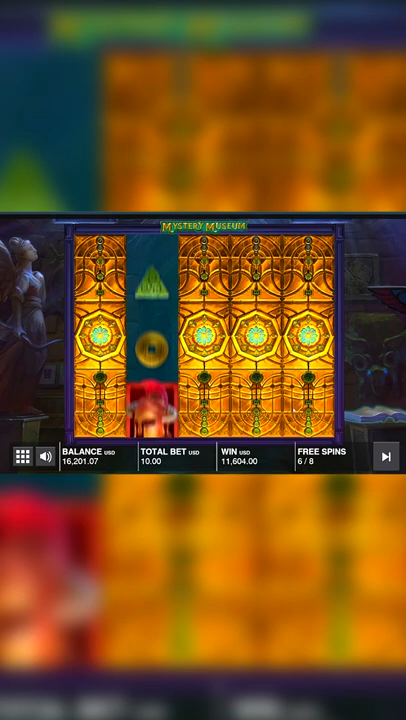 MYSTERY MUSEUM
BALANCE USD
16,201.07
TOTAL BET USD
10.00
WIN USD
11,604.00
FREE SPINS
6 / 8